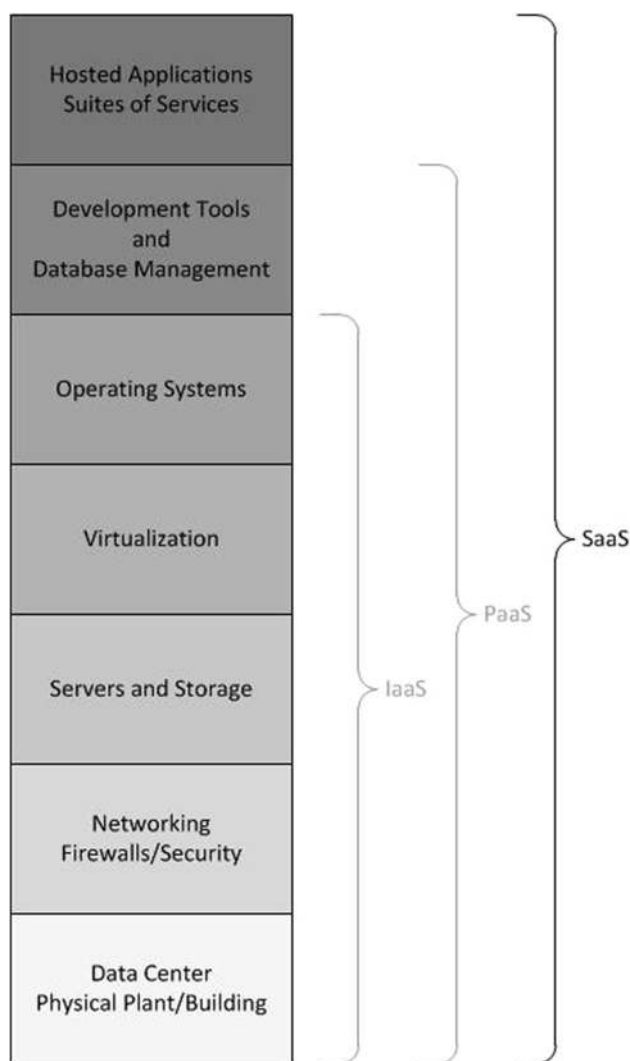 Hosted Applications
Suites of Services
Development Tools
and
Database Management
Operating Systems
Virtualization
SaaS
PaaS
Servers and Storage
IaaS
Networking
Firewalls/Security
Data Center
Physical Plant/Building